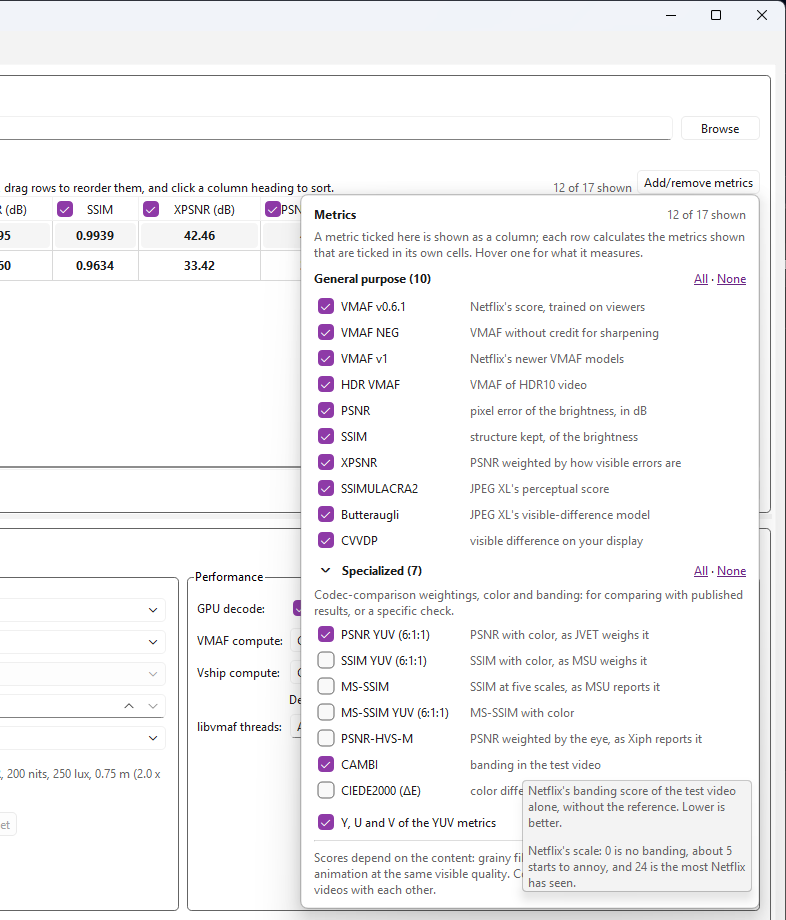 Browse
drag rows to reorder them, and click a column heading to sort.
12 of 17 shown
Add/remove metrics
(dB)
SSIM
XPSNR (dB)
PSN
95
0.9939
42.46
60
0.9634
33.42
Metrics
12 of 17 shown
A metric ticked here is shown as a column; each row calculates the metrics shown
that are ticked in its own cells. Hover one for what it measures.
General purpose (10)
All · None
VMAF v0.6.1
Netflix's score, trained on viewers
VMAF NEG
VMAF without credit for sharpening
VMAF v1
Netflix's newer VMAF models
HDR VMAF
VMAF of HDR10 video
PSNR
pixel error of the brightness, in dB
SSIM
structure kept, of the brightness
XPSNR
PSNR weighted by how visible errors are
SSIMULACRA2
JPEG XL's perceptual score
Butteraugli
JPEG XL's visible-difference model
CVVDP
visible difference on your display
Specialized (7)
All · None
Codec-comparison weightings, color and banding: for comparing with published
results, or a specific check.
PSNR YUV (6:1:1)
PSNR with color, as JVET weighs it
SSIM YUV (6:1:1)
SSIM with color, as MSU weighs it
MS-SSIM
SSIM at five scales, as MSU reports it
MS-SSIM YUV (6:1:1)
MS-SSIM with color
PSNR-HVS-M
PSNR weighted by the eye, as Xiph reports it
CAMBI
banding in the test video
CIEDE2000 (ΔE)
color diffe
Y, U and V of the YUV metrics
Scores depend on the content: grainy fi
animation at the same visible quality. C
videos with each other.
Netflix's banding score of the test video
alone, without the reference. Lower is
better.
Netflix's scale: 0 is no banding, about 5
starts to annoy, and 24 is the most Netflix
has seen.
Performance
GPU decode:
VMAF compute:
Vship compute:
De
libvmaf threads:
, 200 nits, 250 lux, 0.75 m (2.0 x
et